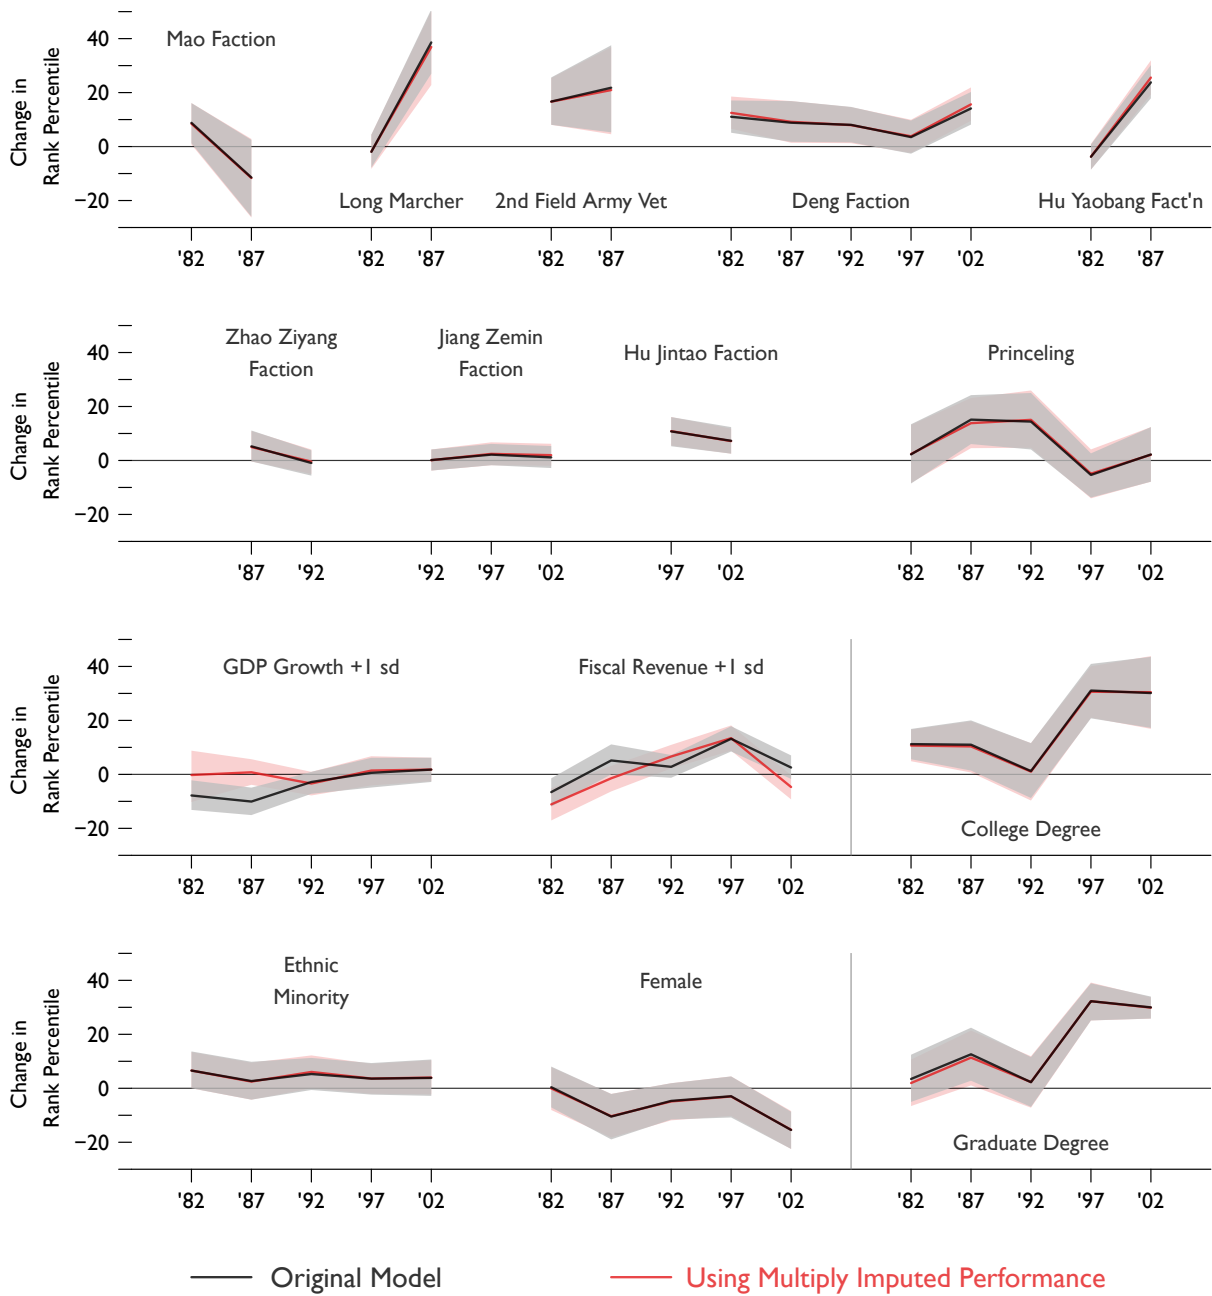 Change in
Rank Percentile
40
20
0
−20
Mao Faction
Long Marcher
2nd Field Army Vet
Deng Faction
Hu Yaobang Fact'n
'82 '87 '82 '87 '82 '87 '82 '87 '92 '97 '02 '82 '87
Change in
Rank Percentile
40
20
0
−20
Zhao Ziyang
Faction
Jiang Zemin
Faction
Hu Jintao Faction
Princeling
'87 '92 '92 '97 '02 '97 '02 '82 '87 '92 '97 '02
Change in
Rank Percentile
40
20
0
−20
GDP Growth +1 sd
Fiscal Revenue +1 sd
College Degree
'82 '87 '92 '97 '02 '82 '87 '92 '97 '02 '82 '87 '92 '97 '02
Change in
Rank Percentile
40
20
0
−20
Ethnic
Minority
Female
Graduate Degree
'82 '87 '92 '97 '02 '82 '87 '92 '97 '02 '82 '87 '92 '97 '02
Original Model
Using Multiply Imputed Performance